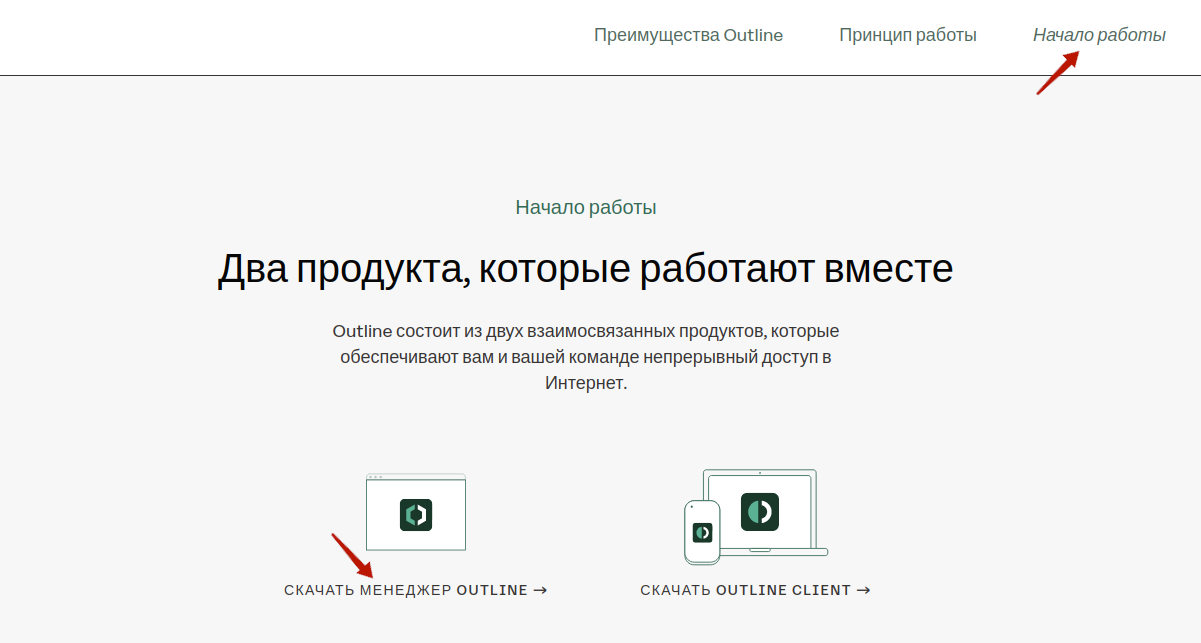 Преимущества Outline
Принцип работы
Начало работы
Начало работы
Два продукта, которые работают вместе
Outline состоит из двух взаимосвязанных продуктов, которые
обеспечивают вам и вашей команде непрерывный доступ в
Интернет.
СКАЧАТЬ МЕНЕДЖЕР OUTLINE →
СКАЧАТЬ OUTLINE CLIENT →